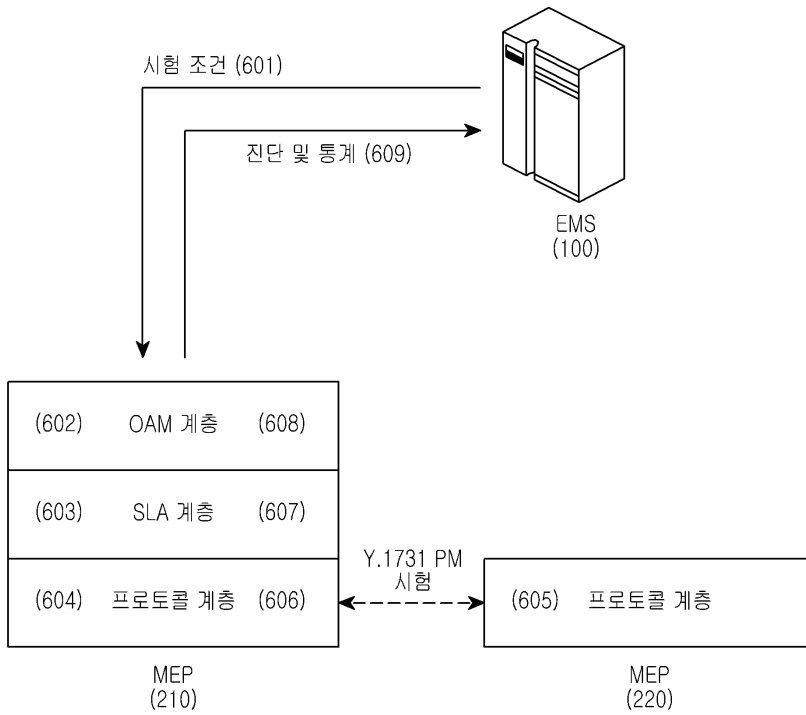 시험 조건 (601)
진단 및 통계 (609)
EMS
(100)
(602) OAM 계층 (608)
(603) SLA 계층 (607)
(604) 프로토콜 계층 (606)
Y.1731 PM
시험
(605) 프로토콜 계층
MEP
(210)
MEP
(220)